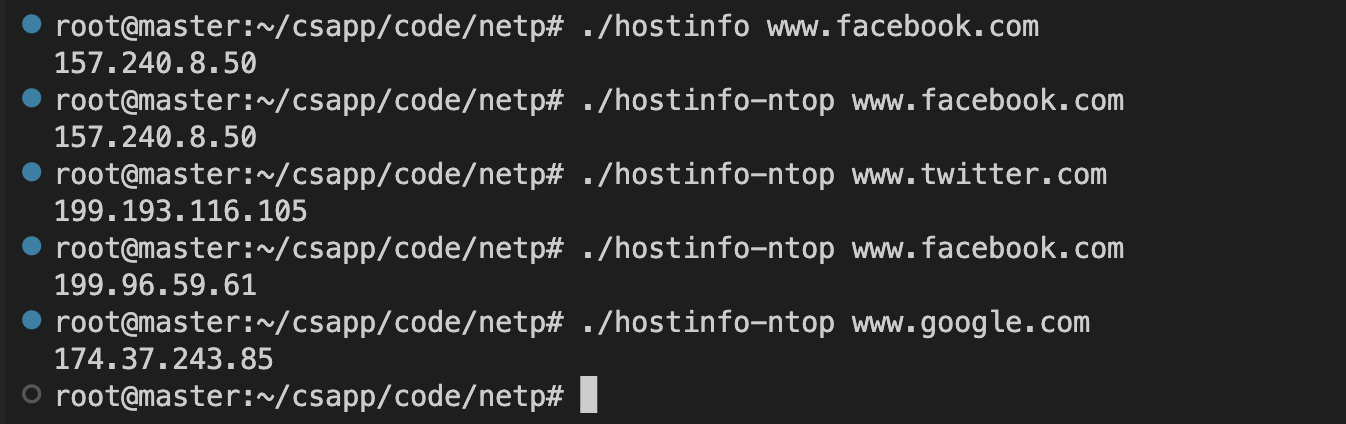 root@master:~/csapp/code/netp# ./hostinfo www.facebook.com
157.240.8.50
root@master:~/csapp/code/netp# ./hostinfo-ntop www.facebook.com
157.240.8.50
root@master:~/csapp/code/netp# ./hostinfo-ntop www.twitter.com
199.193.116.105
root@master:~/csapp/code/netp# ./hostinfo-ntop www.facebook.com
199.96.59.61
root@master:~/csapp/code/netp# ./hostinfo-ntop www.google.com
174.37.243.85
root@master:~/csapp/code/netp#